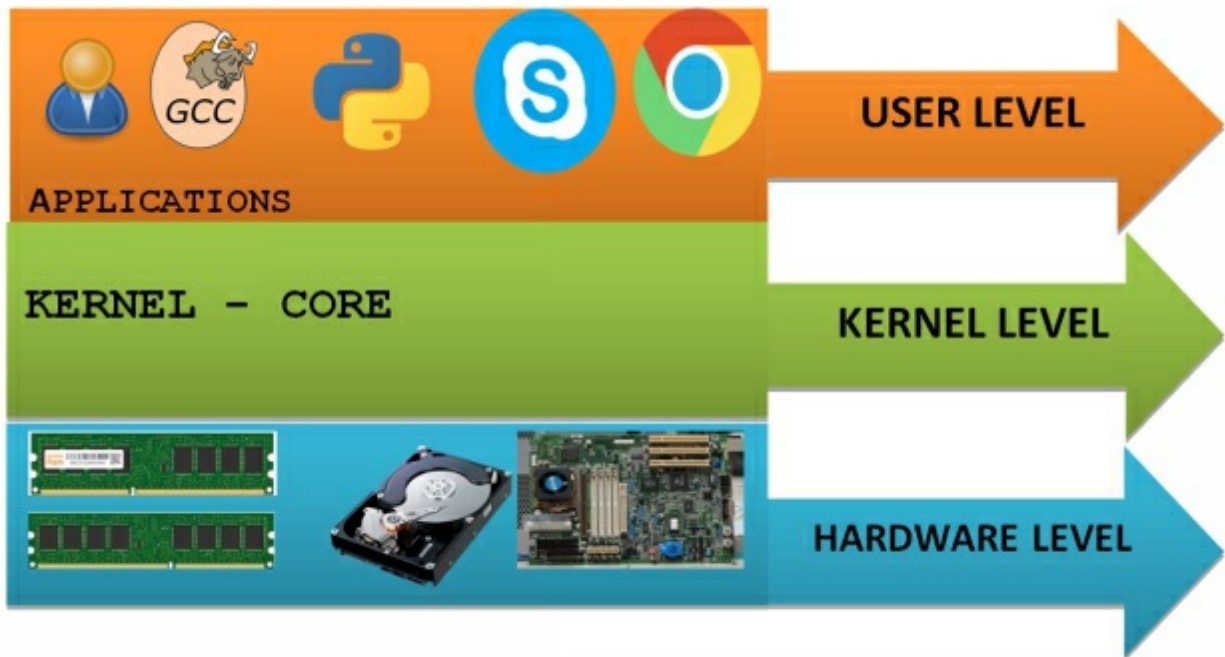 GCC
S
USER LEVEL
APPLICATIONS
KERNEL - CORE
KERNEL LEVEL
HARDWARE LEVEL